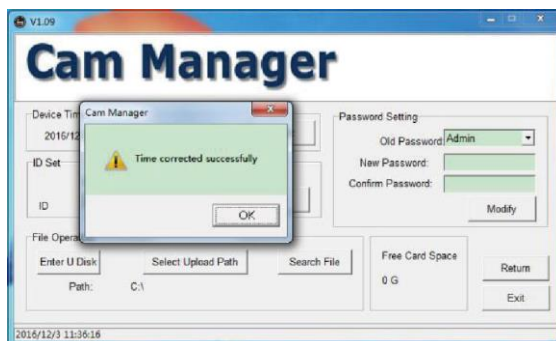 V1.09
Cam Manager
Device Tim
2016/12
Cam Manager
Time corrected successfully
OK
ID Set
ID
Password Setting
Old Password: Admin
New Password:
Confirm Password:
Modify
File Opera
Enter U Disk
Select Upload Path
Search File
Path: C:\
Free Card Space
0 G
Return
Exit
2016/12/3 11:36:16